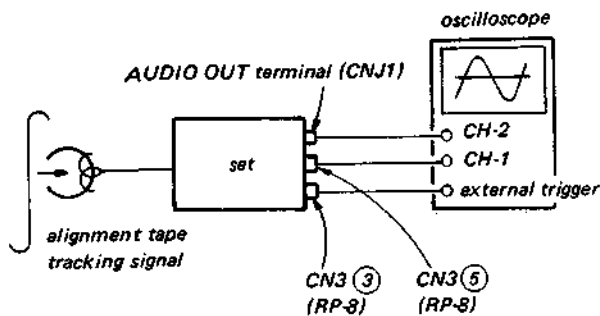 oscilloscope
AUDIO OUT terminal (CNJ1)
CH-2
set
CH-1
external trigger
alignment tape
tracking signal
CN3 ③
(RP-8)
CN3 ⑤
(RP-8)